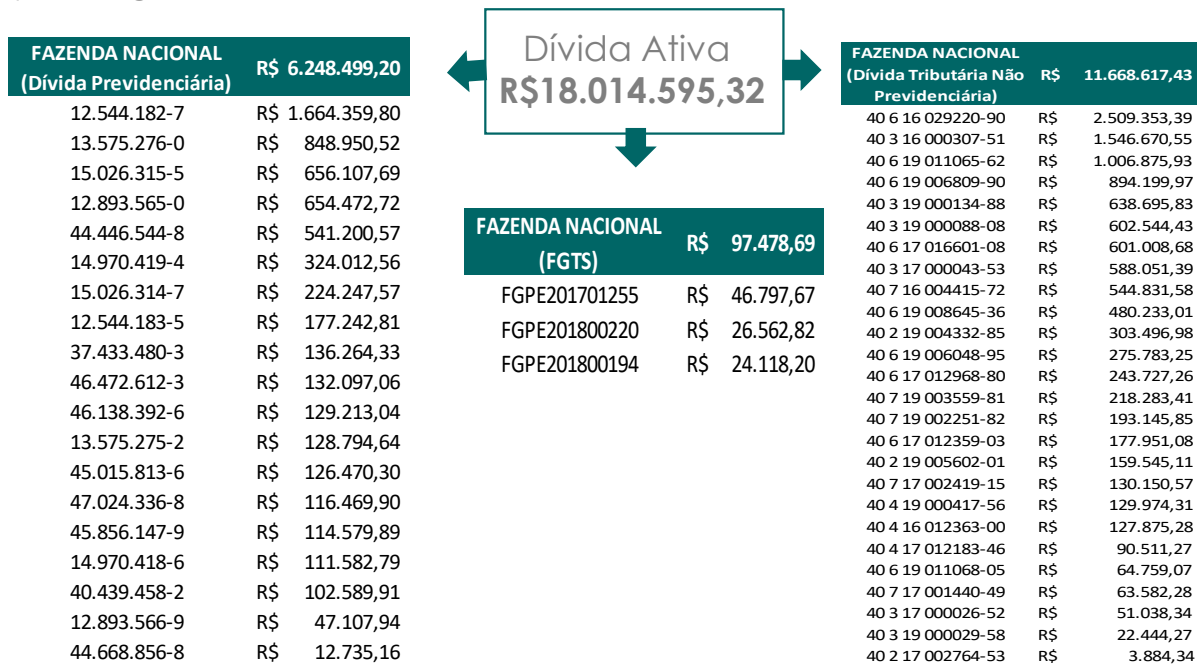 Dívida Ativa
R$18.014.595,32
FAZENDA NACIONAL
(Dívida Previdenciária) R$ 6.248.499,20
12.544.182-7 R$ 1.664.359,80
13.575.276-0 R$ 848.950,52
15.026.315-5 R$ 656.107,69
12.893.565-0 R$ 654.472,72
44.446.544-8 R$ 541.200,57
14.970.419-4 R$ 324.012,56
15.026.314-7 R$ 224.247,57
12.544.183-5 R$ 177.242,81
37.433.480-3 R$ 136.264,33
46.472.612-3 R$ 132.097,06
46.138.392-6 R$ 129.213,04
13.575.275-2 R$ 128.794,64
45.015.813-6 R$ 126.470,30
47.024.336-8 R$ 116.469,90
45.856.147-9 R$ 114.579,89
14.970.418-6 R$ 111.582,79
40.439.458-2 R$ 102.589,91
12.893.566-9 R$ 47.107,94
44.668.856-8 R$ 12.735,16
FAZENDA NACIONAL
(FGTS) R$ 97.478,69
FGPE201701255 R$ 46.797,67
FGPE201800220 R$ 26.562,82
FGPE201800194 R$ 24.118,20
FAZENDA NACIONAL
(Dívida Tributária Não R$ 11.668.617,43
Previdenciária)
40 6 16 029220-90 R$ 2.509.353,39
40 3 16 000307-51 R$ 1.546.670,55
40 6 19 011065-62 R$ 1.006.875,93
40 6 19 006809-90 R$ 894.199,97
40 3 19 000134-88 R$ 638.695,83
40 3 19 000088-08 R$ 602.544,43
40 6 17 016601-08 R$ 601.008,68
40 3 17 000043-53 R$ 588.051,39
40 7 16 004415-72 R$ 544.831,58
40 6 19 008645-36 R$ 480.233,01
40 2 19 004332-85 R$ 303.496,98
40 6 19 006048-95 R$ 275.783,25
40 6 17 012968-80 R$ 243.727,26
40 7 19 003559-81 R$ 218.283,41
40 7 19 002251-82 R$ 193.145,85
40 6 17 012359-03 R$ 177.951,08
40 2 19 005602-01 R$ 159.545,11
40 7 17 002419-15 R$ 130.150,57
40 4 19 000417-56 R$ 129.974,31
40 4 16 012363-00 R$ 127.875,28
40 4 17 012183-46 R$ 90.511,27
40 6 19 011068-05 R$ 64.759,07
40 7 17 001440-49 R$ 63.582,28
40 3 17 000026-52 R$ 51.038,34
40 3 19 000029-58 R$ 22.444,27
40 2 17 002764-53 R$ 3.884,34